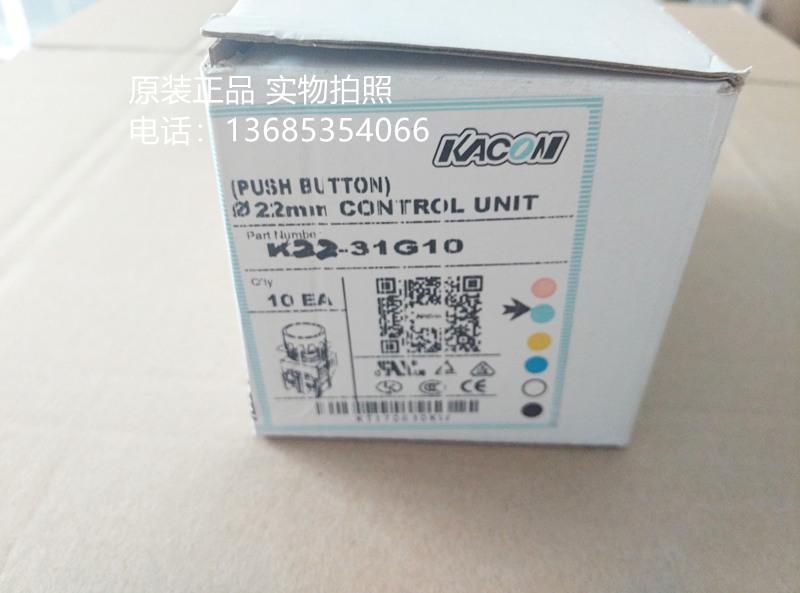 原装正品 实物拍照
电话：13685354066
KACON
(PUSH BUTTON)
Ø 22mm CONTROL UNIT
Part Number
K22-31G10
Q'ty
10 EA
CE